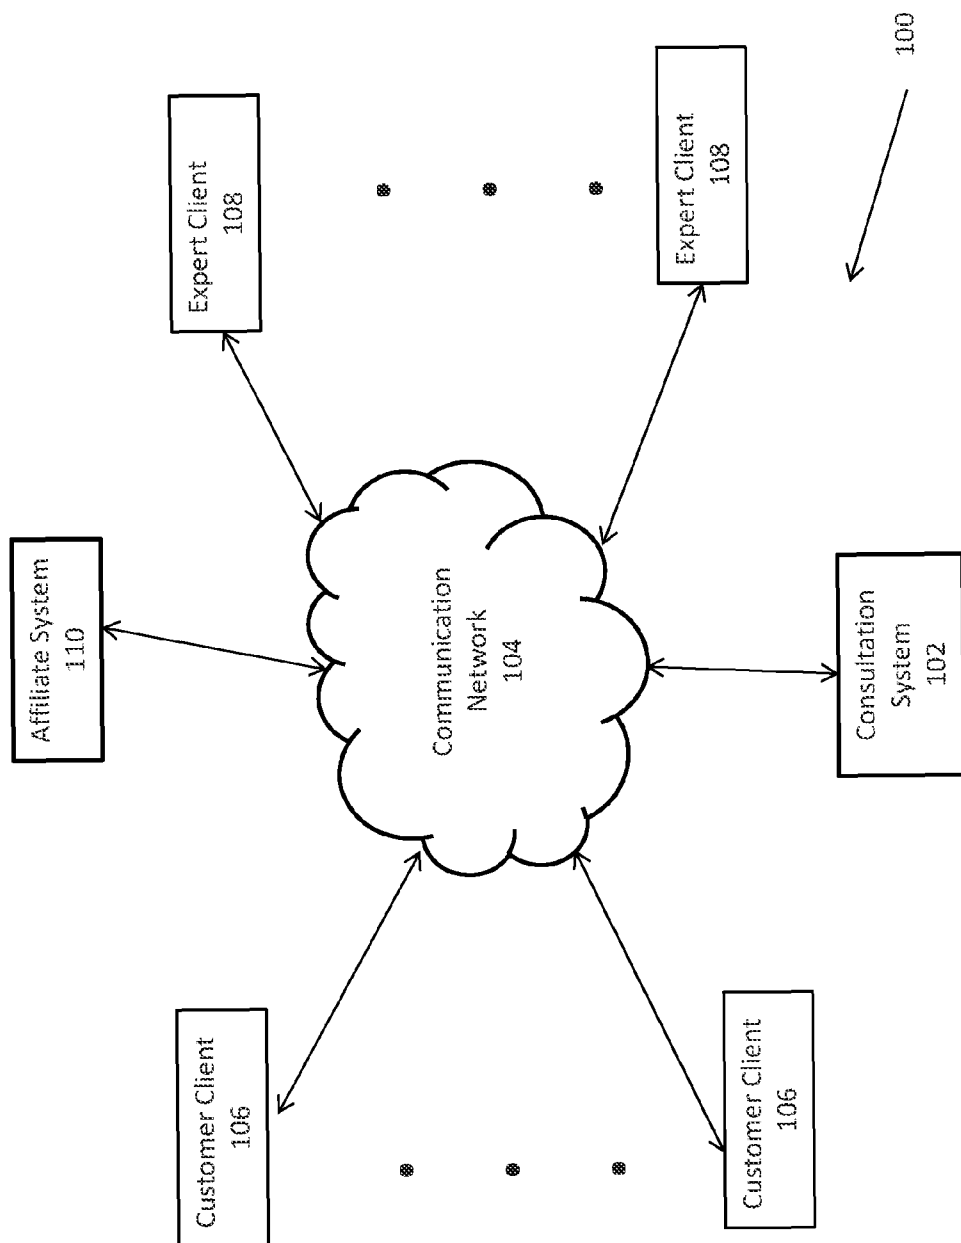 Affiliate System
110
Customer Client
106
Expert Client
108
Communication
Network
104
Customer Client
106
Expert Client
108
Consultation
System
102
100